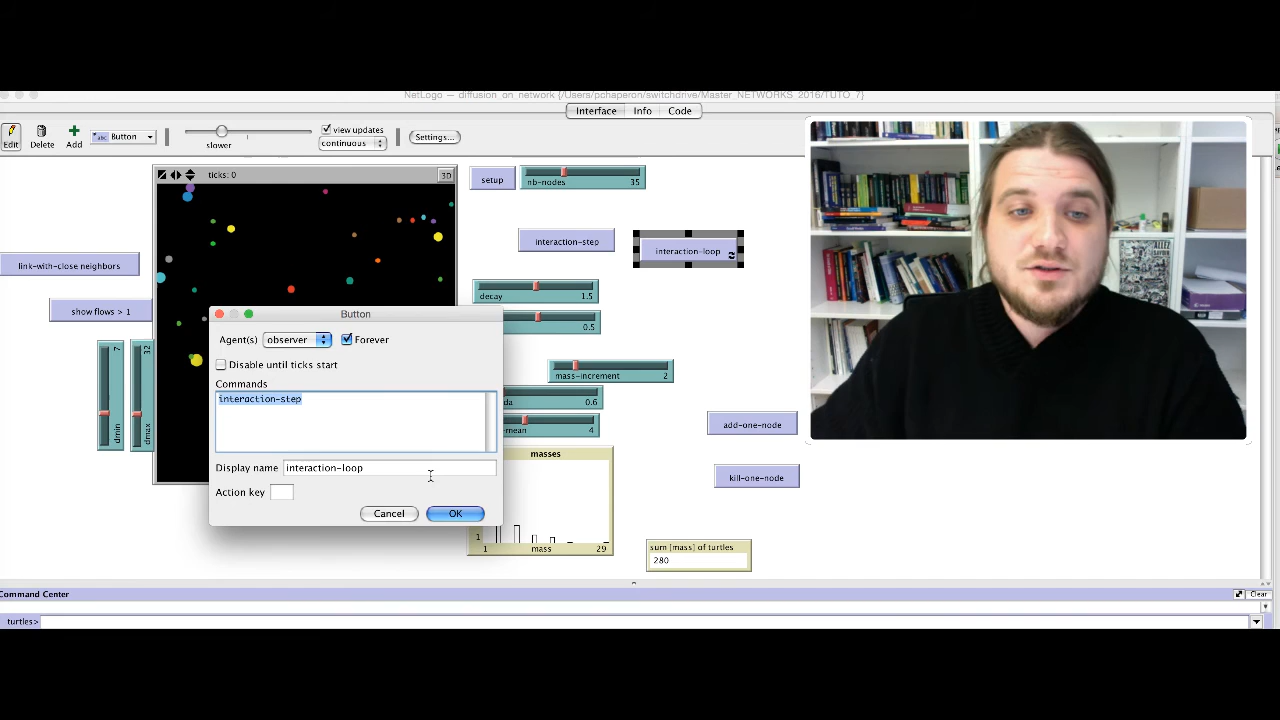 NetLogo — diffusion_on_network {/Users/pchaperon/switchdrive/Master_NETWORKS_2016/TUTO_7}
Interface Info Code
Edit Delete Add abc Button slower view updates continuous Settings...
ticks: 0 3D
setup
nb-nodes 35
interaction-step
interaction-loop
link-with-close neighbors
decay 1.5
show flows > 1
0.5
dmin 7
dmax 32
mass-increment 2
da 0.6
-mean 4
add-one-node
kill-one-node
masses
1
1 mass 29
sum [mass] of turtles
280
Button
Agent(s) observer Forever
Disable until ticks start
Commands
interaction-step
Display name interaction-loop
Action key
Cancel OK
Command Center Clear
turtles>